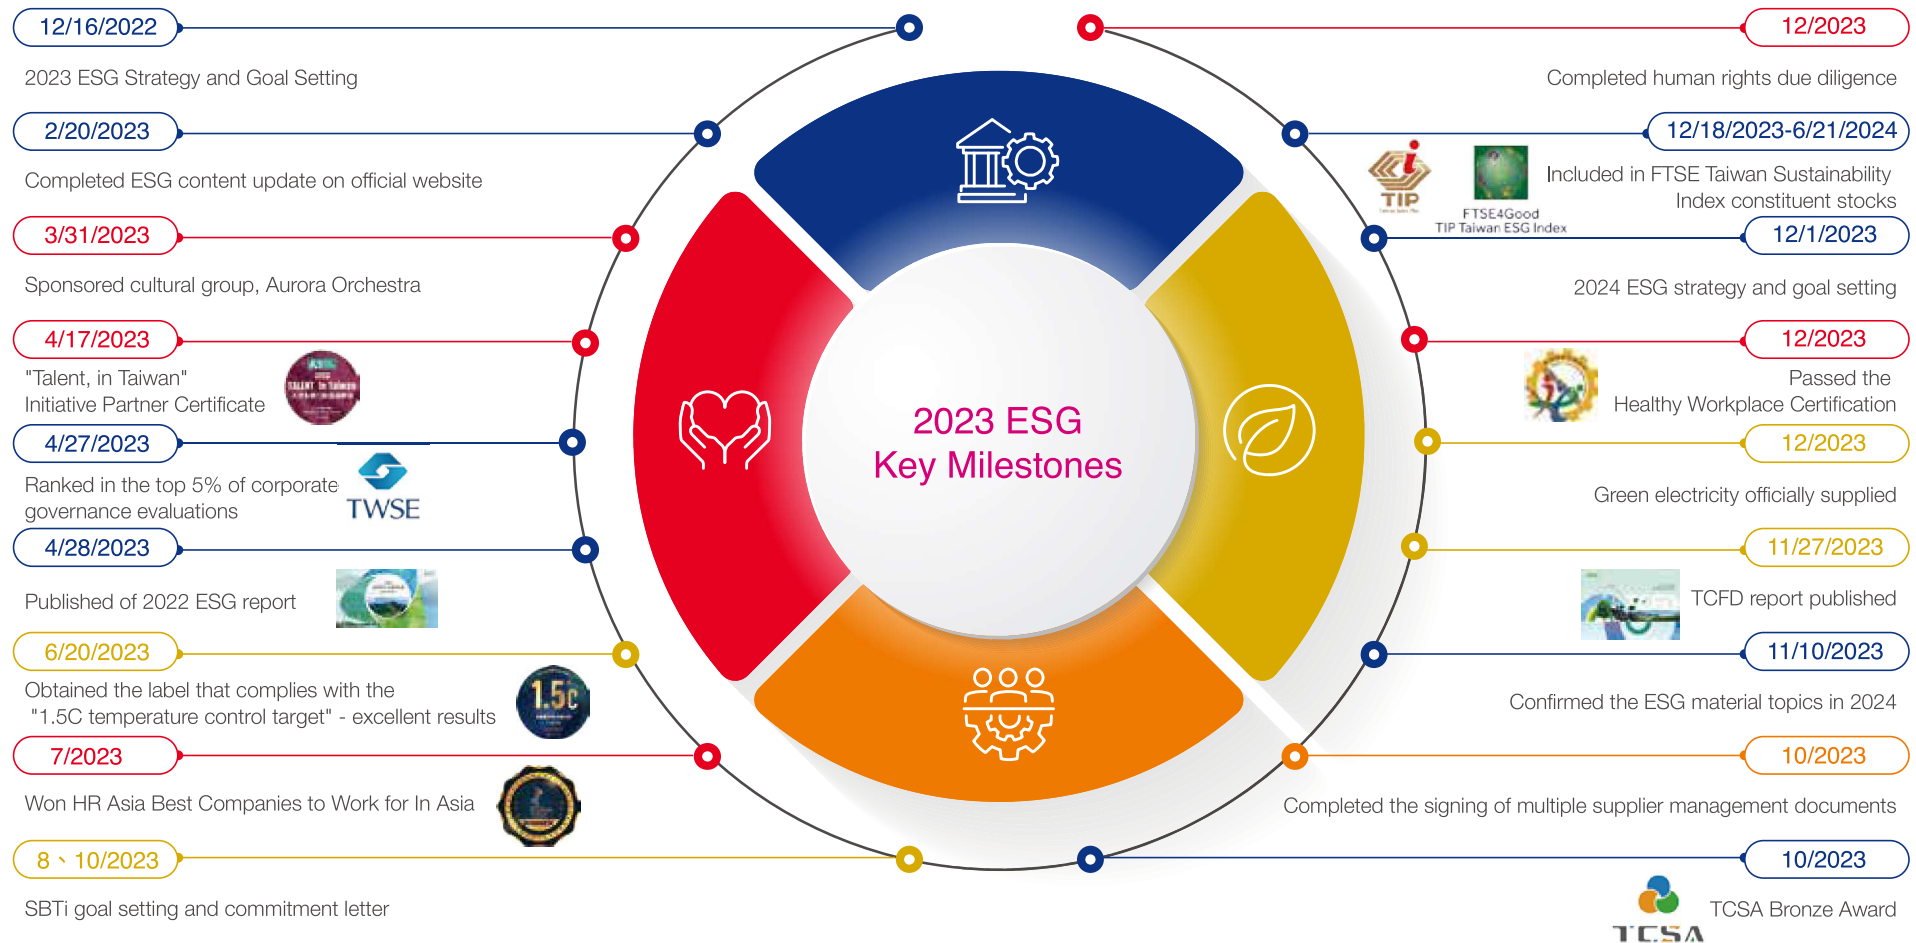 12/16/2022
2023 ESG Strategy and Goal Setting
2/20/2023
Completed ESG content update on official website
3/31/2023
Sponsored cultural group, Aurora Orchestra
4/17/2023
"Talent, in Taiwan"
Initiative Partner Certificate
TALENT in Taiwan
4/27/2023
Ranked in the top 5% of corporate
governance evaluations
TWSE
4/28/2023
Published of 2022 ESG report
6/20/2023
Obtained the label that complies with the
"1.5C temperature control target" - excellent results
1.5c
7/2023
Won HR Asia Best Companies to Work for In Asia
8、10/2023
SBTi goal setting and commitment letter
2023 ESG
Key Milestones
12/2023
Completed human rights due diligence
12/18/2023-6/21/2024
Included in FTSE Taiwan Sustainability
Index constituent stocks
TIP
FTSE4Good
TIP Taiwan ESG Index
12/1/2023
2024 ESG strategy and goal setting
12/2023
Passed the
Healthy Workplace Certification
12/2023
Green electricity officially supplied
11/27/2023
TCFD report published
11/10/2023
Confirmed the ESG material topics in 2024
10/2023
Completed the signing of multiple supplier management documents
10/2023
TCSA Bronze Award
TCSA